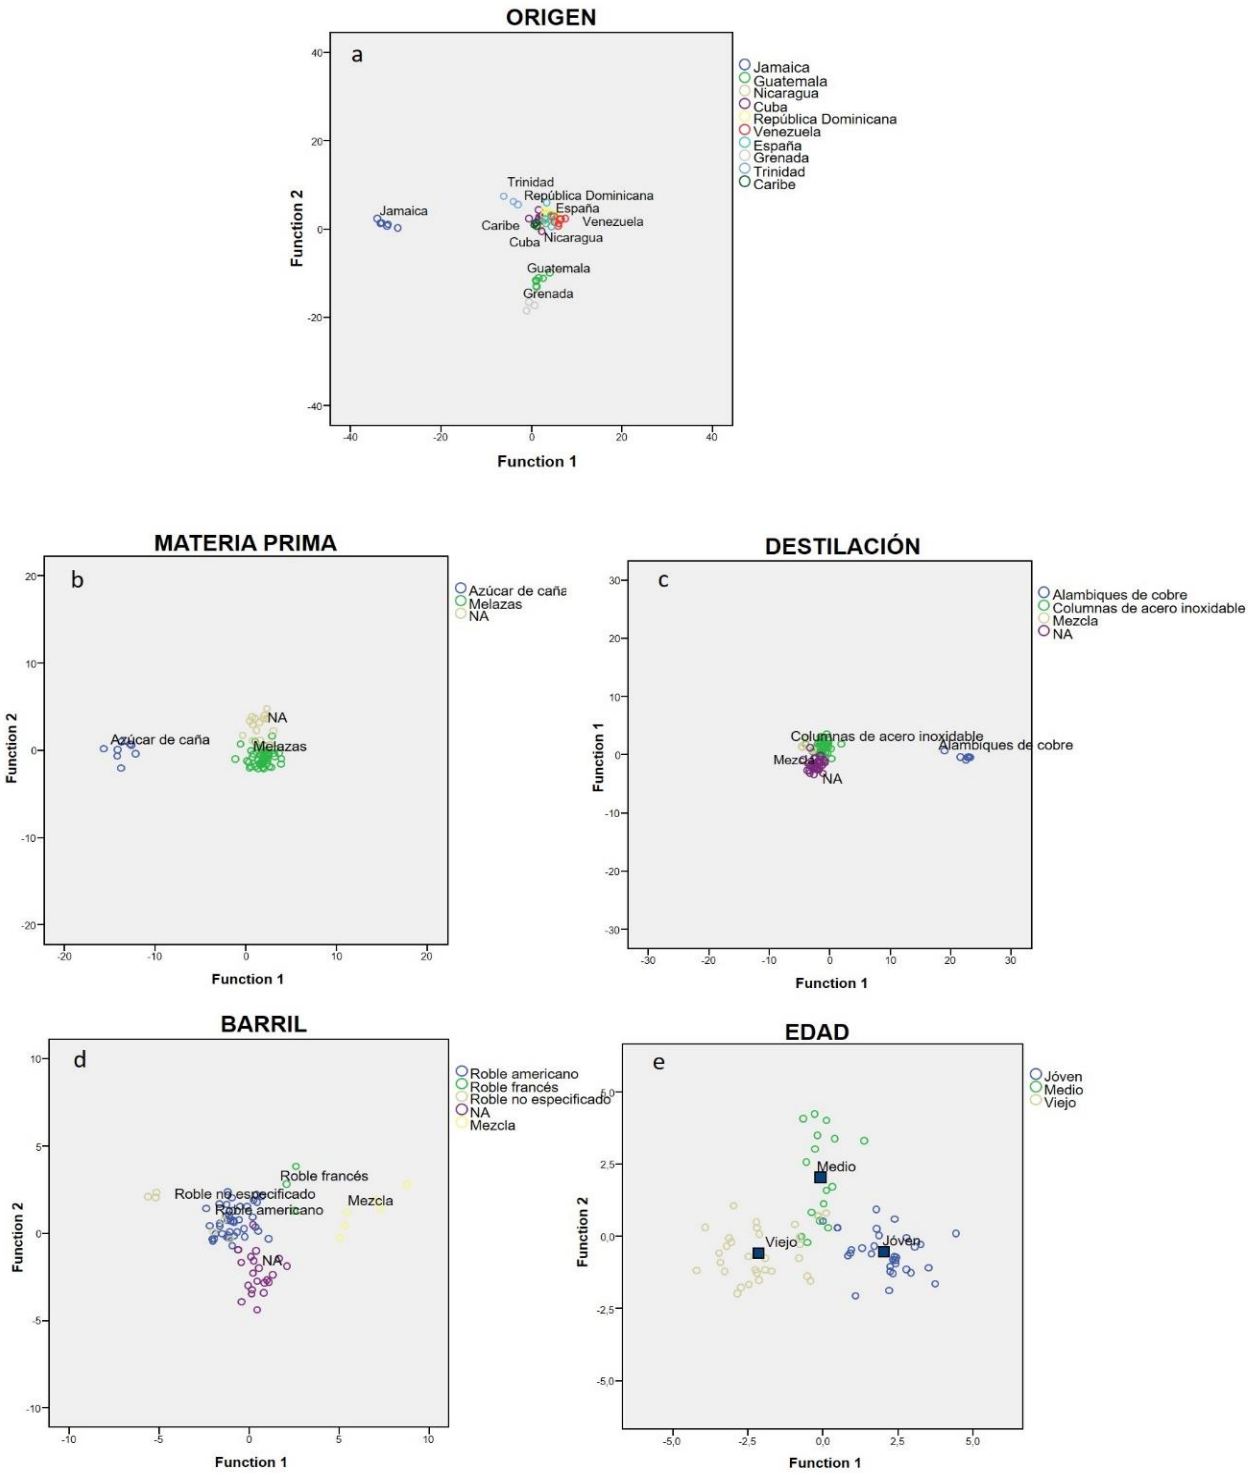 ORIGEN
a
40
20
0
-20
-40
Function 2
Trinidad
República Dominicana
Jamaica
España
Caribe
Venezuela
Cuba
Nicaragua
Guatemala
Grenada
-40
-20
0
20
40
Function 1
Jamaica
Guatemala
Nicaragua
Cuba
República Dominicana
Venezuela
España
Grenada
Trinidad
Caribe
MATERIA PRIMA
b
20
10
0
-10
-20
Function 2
NA
Azúcar de caña
Melazas
-20
-10
0
10
20
Function 1
Azúcar de caña
Melazas
NA
DESTILACIÓN
c
30
20
10
0
-10
-20
-30
Function 1
Columnas de acero inoxidable
Alambiques de cobre
Mezcla
NA
-30
-20
-10
0
10
20
30
Function 1
Alambiques de cobre
Columnas de acero inoxidable
Mezcla
NA
BARRIL
d
10
5
0
-5
-10
Function 2
Roble francés
Roble no especificado
Mezcla
Roble americano
NA
-10
-5
0
5
10
Function 1
Roble americano
Roble francés
Roble no especificado
NA
Mezcla
EDAD
e
5,0
2,5
0,0
-2,5
-5,0
Function 2
Medio
Viejo
Jóven
-5,0
-2,5
0,0
2,5
5,0
Function 1
Jóven
Medio
Viejo